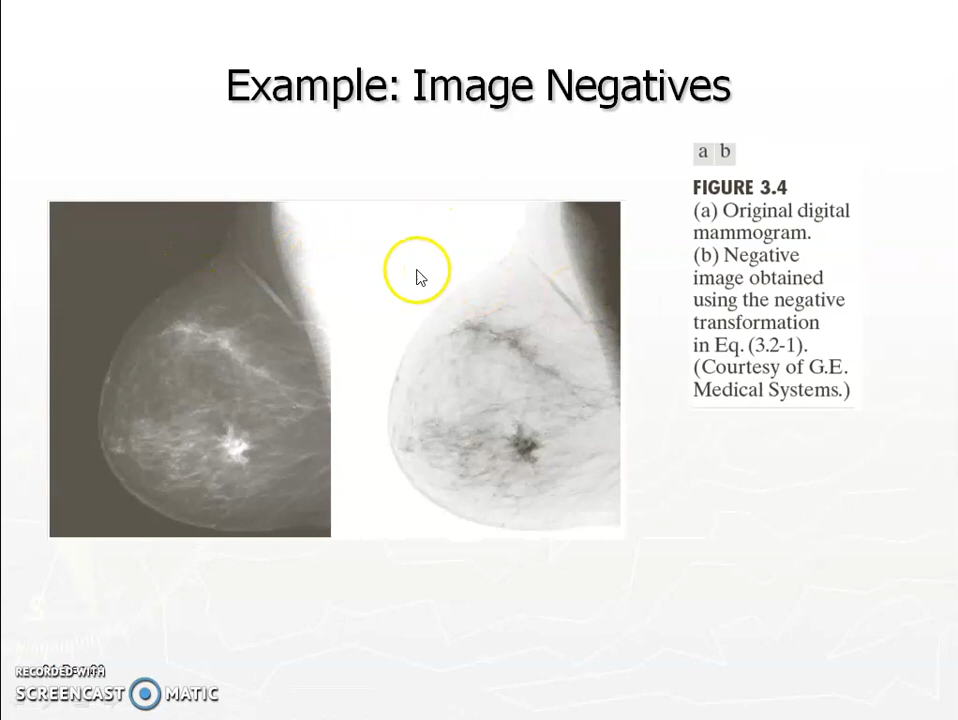 Example: Image Negatives
a b
FIGURE 3.4
(a) Original digital
mammogram.
(b) Negative
image obtained
using the negative
transformation
in Eq. (3.2-1).
(Courtesy of G.E.
Medical Systems.)
RECORDED WITH
SCREENCAST MATIC